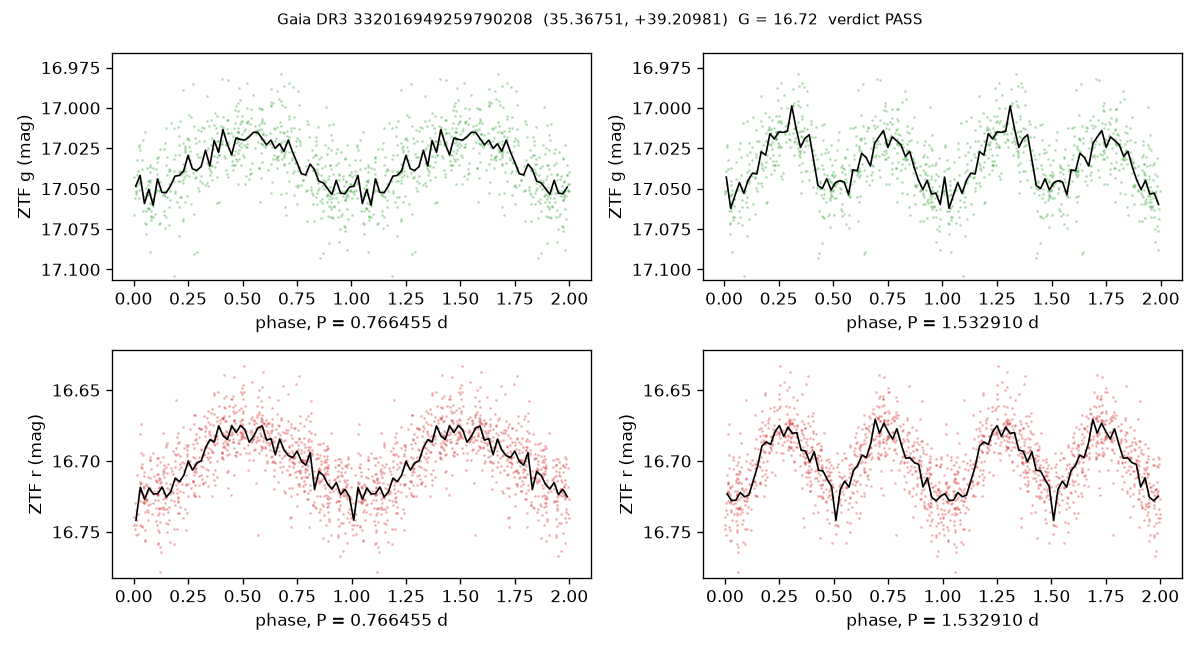 Gaia DR3 332016949259790208  (35.36751, +39.20981)  G = 16.72  verdict PASS
ZTF g (mag)
16.975
17.000
17.025
17.050
17.075
17.100
0.00 0.25 0.50 0.75 1.00 1.25 1.50 1.75 2.00
phase, P = 0.766455 d
ZTF g (mag)
16.975
17.000
17.025
17.050
17.075
17.100
0.00 0.25 0.50 0.75 1.00 1.25 1.50 1.75 2.00
phase, P = 1.532910 d
ZTF r (mag)
16.65
16.70
16.75
0.00 0.25 0.50 0.75 1.00 1.25 1.50 1.75 2.00
phase, P = 0.766455 d
ZTF r (mag)
16.65
16.70
16.75
0.00 0.25 0.50 0.75 1.00 1.25 1.50 1.75 2.00
phase, P = 1.532910 d